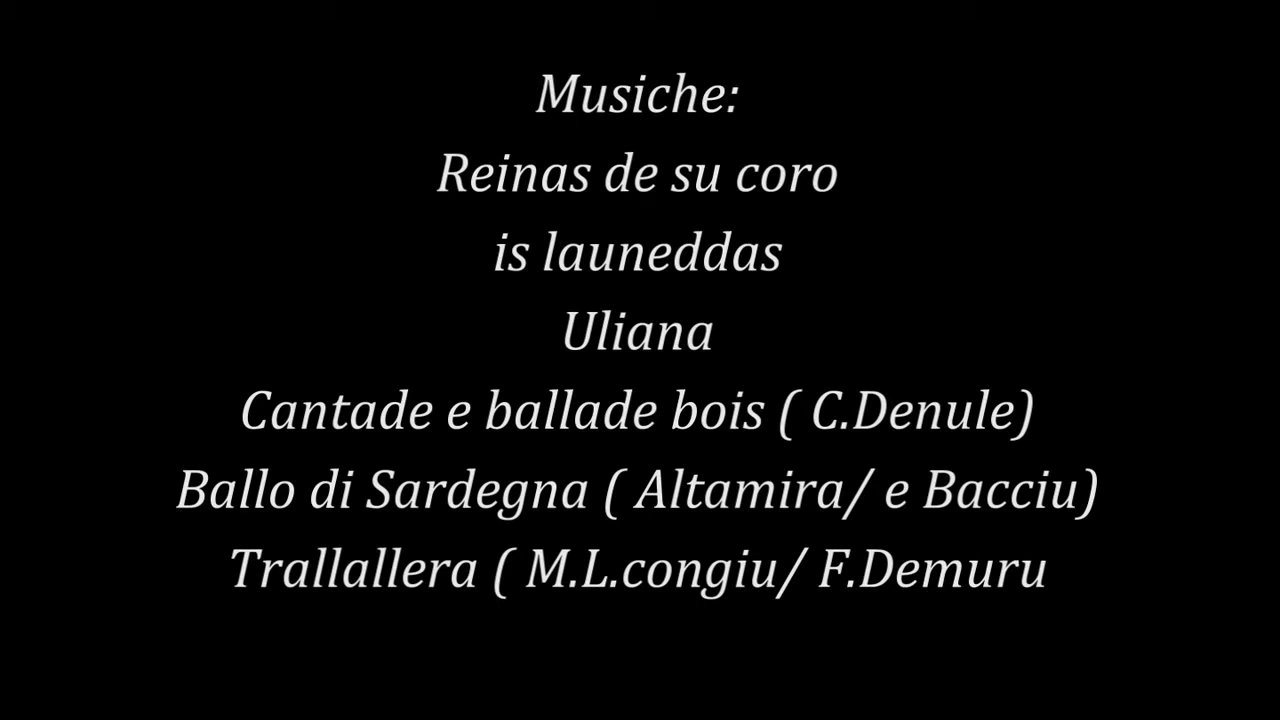 Musiche:
Reinas de su coro
is launeddas
Uliana
Cantade e ballade bois ( C.Denule)
Ballo di Sardegna ( Altamira/ e Bacciu)
Trallallera ( M.L.congiu/ F.Demuru